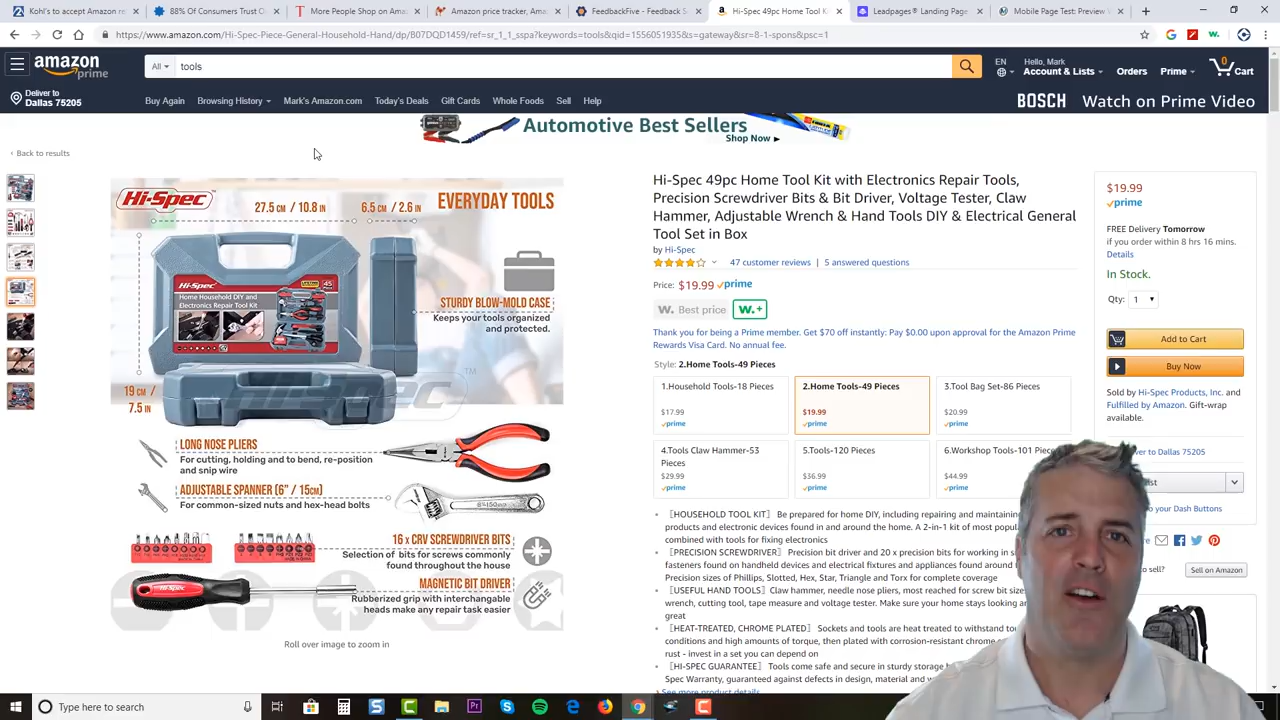 Kohl's to accept Amazon re
88% Of Consumers Trust O
More People Shop on Amaz
Amazon price tracker, Ama
FeedbackFive - Feedback S
Hi-Spec 49pc Home Tool K
Leadpages® Landing Page
Mobile Page Test: Preview
https://www.amazon.com/Hi-Spec-Piece-General-Household-Hand/dp/B07DQD1459/ref=sr_1_1_sspa?keywords=tools&qid=1556051935&s=gateway&sr=8-1-spons&psc=1
amazon prime
All
tools
EN
Hello, Mark
Account & Lists
Orders
Prime
0
Cart
Deliver to
Dallas 75205
Buy Again
Browsing History
Mark's Amazon.com
Today's Deals
Gift Cards
Whole Foods
Sell
Help
BOSCH
Watch on Prime Video
Automotive Best Sellers
Shop Now
‹ Back to results
Hi-Spec
27.5 CM / 10.8 IN
6.5 CM / 2.6 IN
EVERYDAY TOOLS
Hi-Spec
45
Home Household DIY and
Electronics Repair Tool Kit
STURDY BLOW-MOLD CASE
Keeps your tools organized
and protected.
19 CM /
7.5 IN
TM
LONG NOSE PLIERS
For cutting, holding and to bend, re-position
and snip wire
ADJUSTABLE SPANNER (6” / 15CM)
For common-sized nuts and hex-head bolts
16 X CRV SCREWDRIVER BITS
Selection of bits for screws commonly
found throughout the house
MAGNETIC BIT DRIVER
Rubberized grip with interchangable
heads make any repair task easier
Roll over image to zoom in
Hi-Spec 49pc Home Tool Kit with Electronics Repair Tools,
Precision Screwdriver Bits & Bit Driver, Voltage Tester, Claw
Hammer, Adjustable Wrench & Hand Tools DIY & Electrical General
Tool Set in Box
by Hi-Spec
47 customer reviews | 5 answered questions
Price: $19.99 prime
w. Best price
w.+
Thank you for being a Prime member. Get $70 off instantly: Pay $0.00 upon approval for the Amazon Prime
Rewards Visa Card. No annual fee.
Style: 2.Home Tools-49 Pieces
1.Household Tools-18 Pieces
$17.99
prime
2.Home Tools-49 Pieces
$19.99
prime
3.Tool Bag Set-86 Pieces
$20.99
prime
4.Tools Claw Hammer-53
Pieces
$29.99
prime
5.Tools-120 Pieces
$36.99
prime
6.Workshop Tools-101 Piece
$44.99
prime
〖HOUSEHOLD TOOL KIT〗 Be prepared for home DIY, including repairing and maintaining
products and electronic devices found in and around the home. A 2-in-1 kit of most popul
combined with tools for fixing electronics
〖PRECISION SCREWDRIVER〗 Precision bit driver and 20 x precision bits for working in s
fasteners found on handheld devices and electrical fixtures and appliances found around
Precision sizes of Phillips, Slotted, Hex, Star, Triangle and Torx for complete coverage
〖USEFUL HAND TOOLS〗 Claw hammer, needle nose pliers, most reached for screw bit size
wrench, cutting tool, tape measure and voltage tester. Make sure your home stays looking
great
〖HEAT-TREATED, CHROME PLATED〗 Sockets and tools are heat treated to withstand to
conditions and high amounts of torque, then plated with corrosion-resistant chrome
rust - invest in a set you can depend on
〖HI-SPEC GUARANTEE〗 Tools come safe and secure in sturdy storage
Spec Warranty, guaranteed against defects in design, material and
› See more product details
$19.99
prime
FREE Delivery Tomorrow
if you order within 8 hrs 16 mins.
Details
In Stock.
Qty: 1
Add to Cart
Buy Now
Sold by Hi-Spec Products, Inc. and
Fulfilled by Amazon. Gift-wrap
available.
ver to Dallas 75205
ist
to your Dash Buttons
to sell?
Sell on Amazon
Type here to search